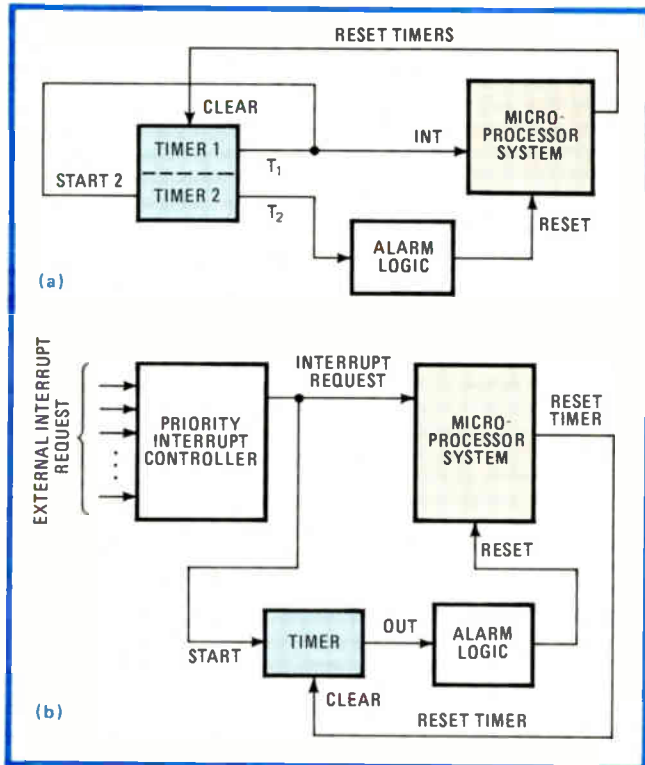 RESET TIMERS
CLEAR
MICRO-
PROCESSOR
SYSTEM
TIMER 1
T1
INT
START 2
TIMER 2
T2
ALARM
LOGIC
RESET
(a)
EXTERNAL INTERRUPT
REQUEST
PRIORITY
INTERRUPT
CONTROLLER
INTERRUPT
REQUEST
MICRO-
PROCESSOR
SYSTEM
RESET
TIMER
RESET
START
TIMER
OUT
ALARM
LOGIC
CLEAR
RESET TIMER
(b)